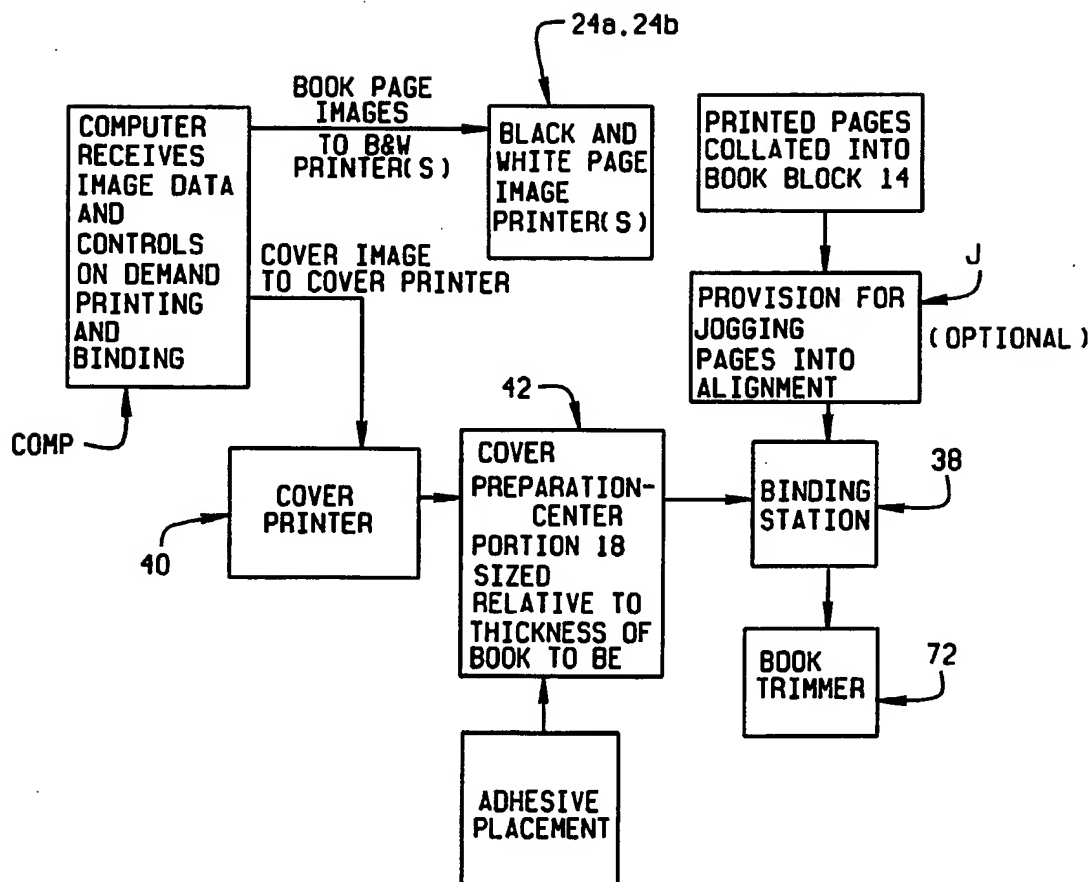 24a.24b
BOOK PAGE
IMAGES
TO B&W
PRINTER(S)
COMPUTER
RECEIVES
IMAGE DATA
AND
CONTROLS
ON DEMAND
PRINTING
AND
BINDING
BLACK AND
WHITE PAGE
IMAGE
PRINTER(S)
PRINTED PAGES
COLLATED INTO
BOOK BLOCK 14
COVER IMAGE
TO COVER PRINTER
J
PROVISION FOR
JOGGING
PAGES INTO
ALIGNMENT
(OPTIONAL)
COMP
42
COVER
PRINTER
40
COVER
PREPARATION-
CENTER
PORTION 18
SIZED
RELATIVE TO
THICKNESS OF
BOOK TO BE
BINDING
STATION
38
BOOK
TRIMMER
72
ADHESIVE
PLACEMENT